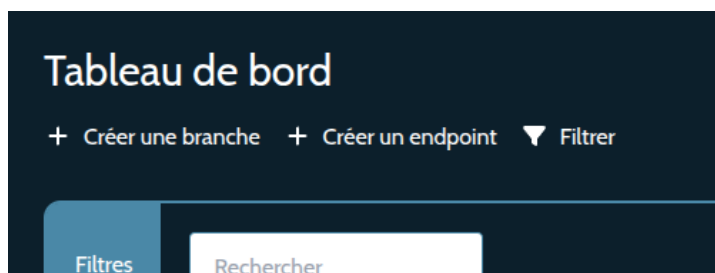 Tableau de bord
+ Créer une branche + Créer un endpoint Filtrer
Filtres Rechercher